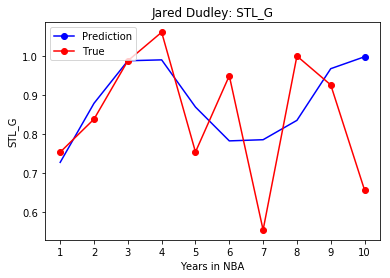 Jared Dudley: STL_G
Prediction
True
1.0
0.9
0.8
0.7
0.6
STL_G
1 2 3 4 5 6 7 8 9 10
Years in NBA